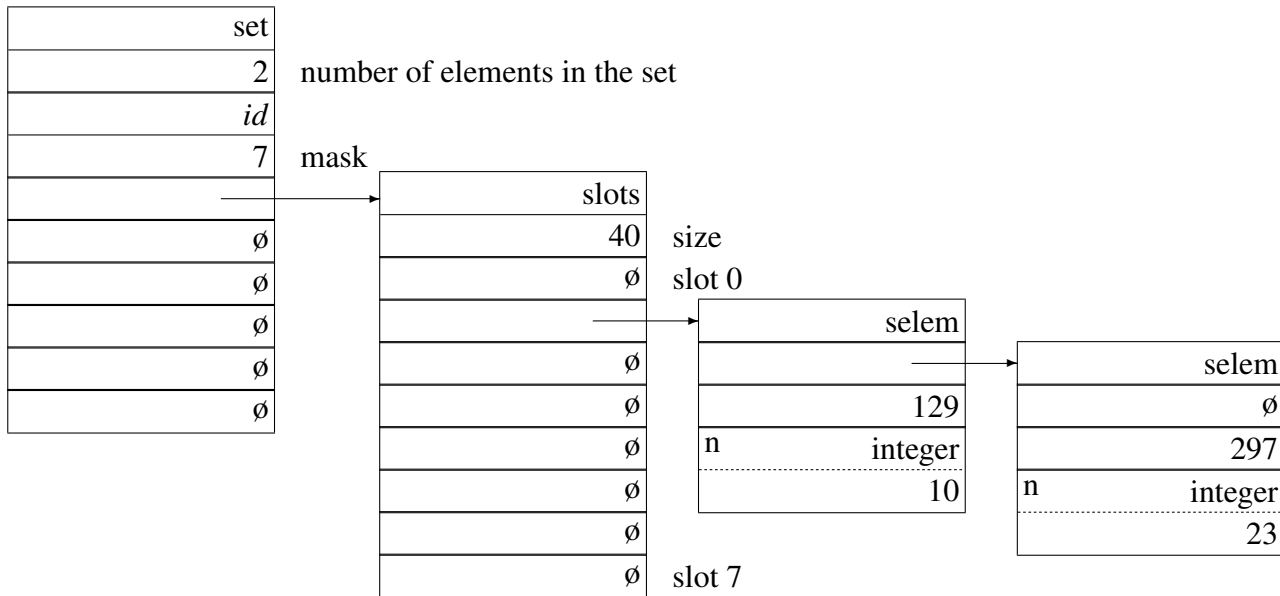 set
2 number of elements in the set
id
7 mask
ø
ø
ø
ø
ø
slots
40 size
ø slot 0
ø
ø
ø
ø
ø
ø slot 7
selem
129
n integer
10
selem
ø
297
n integer
23